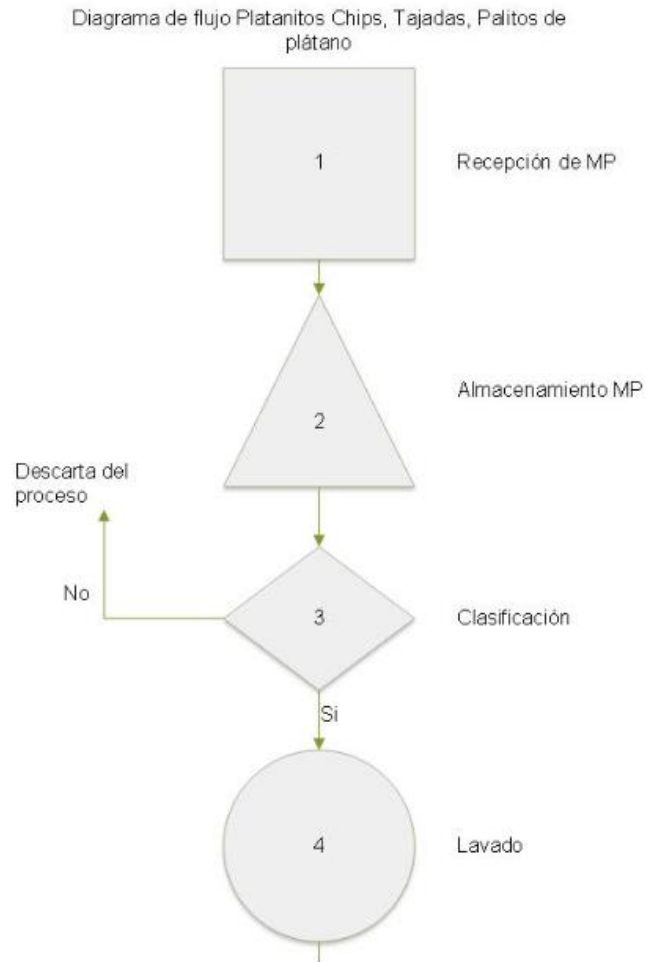 Diagrama de flujo Platanitos Chips, Tajadas, Palitos de
plátano
1
Recepción de MP
2
Almacenamiento MP
Descarta del
proceso
No
3
Clasificación
Si
4
Lavado